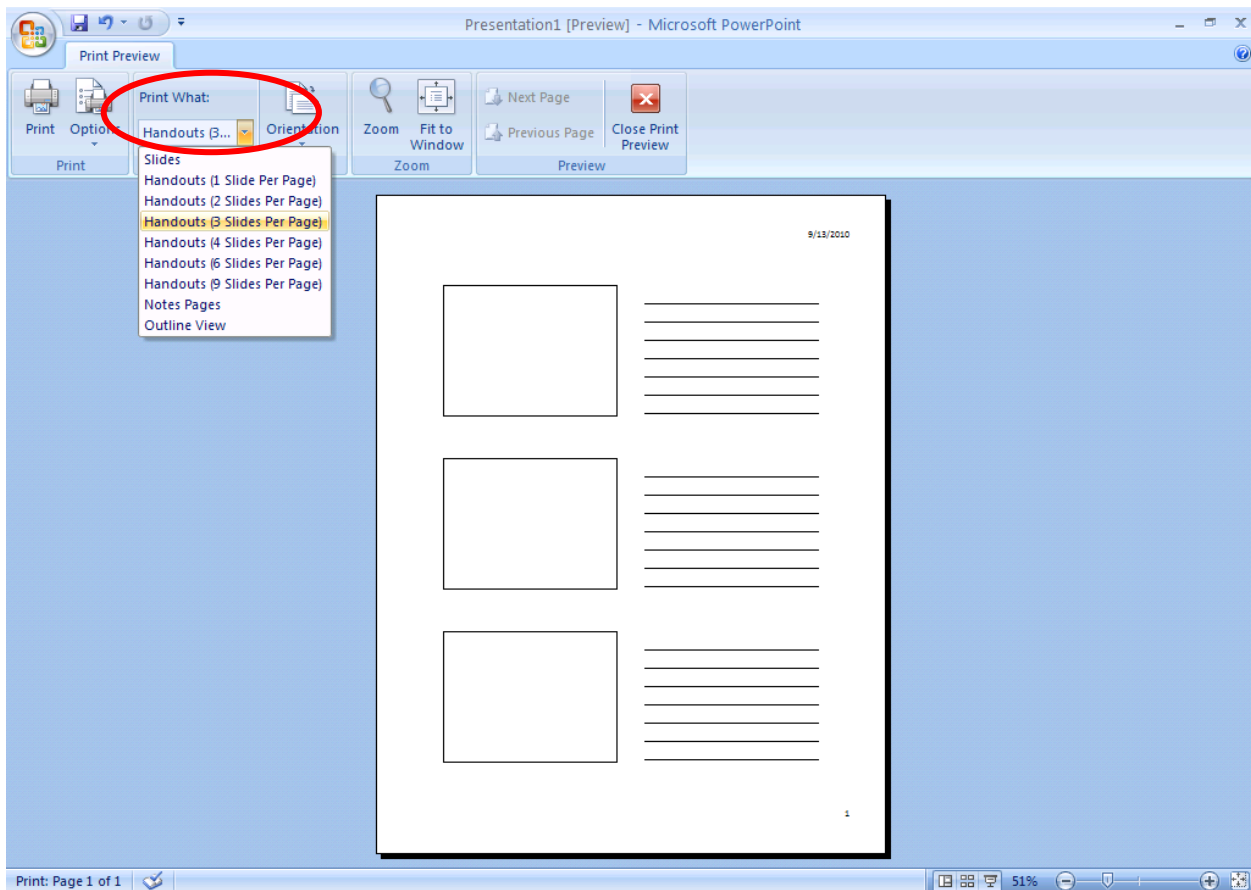 Presentation1 [Preview] - Microsoft PowerPoint
Print Preview
Print What:
Handouts (3...
Print
Options
Orientation
Zoom
Fit to
Window
Next Page
Previous Page
Close Print
Preview
Print
Zoom
Preview
Slides
Handouts (1 Slide Per Page)
Handouts (2 Slides Per Page)
Handouts (3 Slides Per Page)
Handouts (4 Slides Per Page)
Handouts (6 Slides Per Page)
Handouts (9 Slides Per Page)
Notes Pages
Outline View
9/13/2010
1
Print: Page 1 of 1
51%